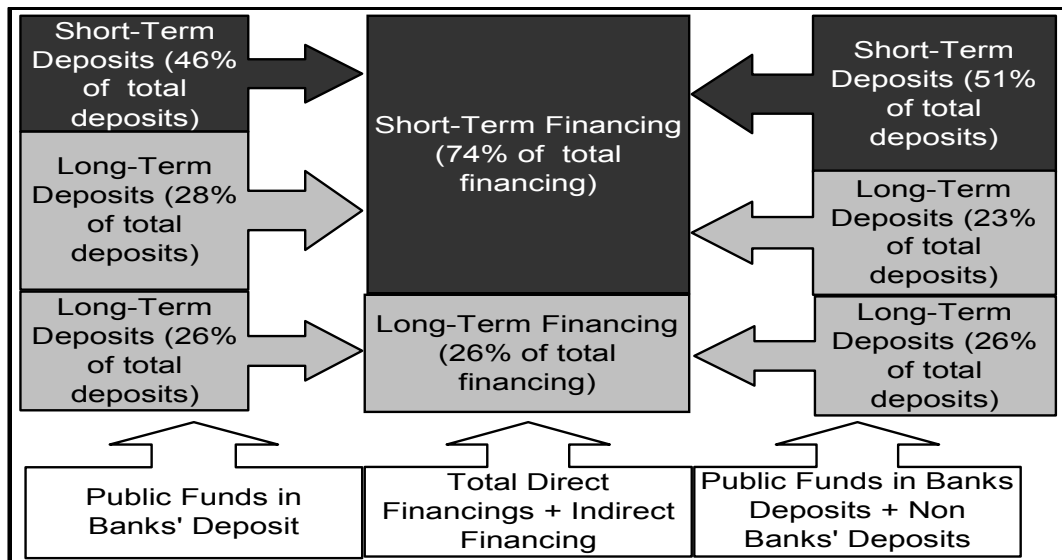 Short-Term
Deposits (46%
of total
deposits)
Long-Term
Deposits (28%
of total
deposits)
Long-Term
Deposits (26%
of total
deposits)
Short-Term Financing
(74% of total
financing)
Long-Term Financing
(26% of total
financing)
Short-Term
Deposits (51%
of total
deposits)
Long-Term
Deposits (23%
of total
deposits)
Long-Term
Deposits (26%
of total
deposits)
Public Funds in
Banks' Deposit
Total Direct
Financings + Indirect
Financing
Public Funds in Banks
Deposits + Non
Banks' Deposits